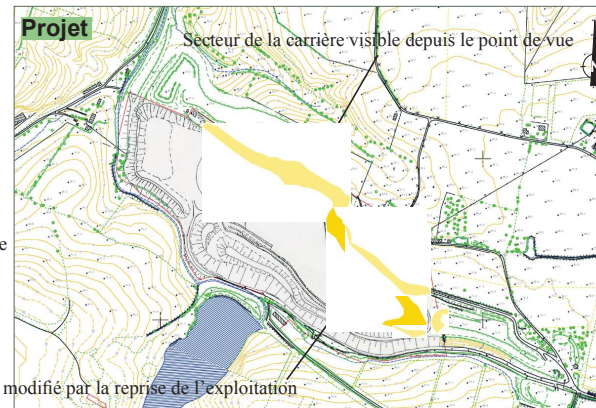 Projet
Secteur de la carrière visible depuis le point de vue
e
modifié par la reprise de l'exploitation